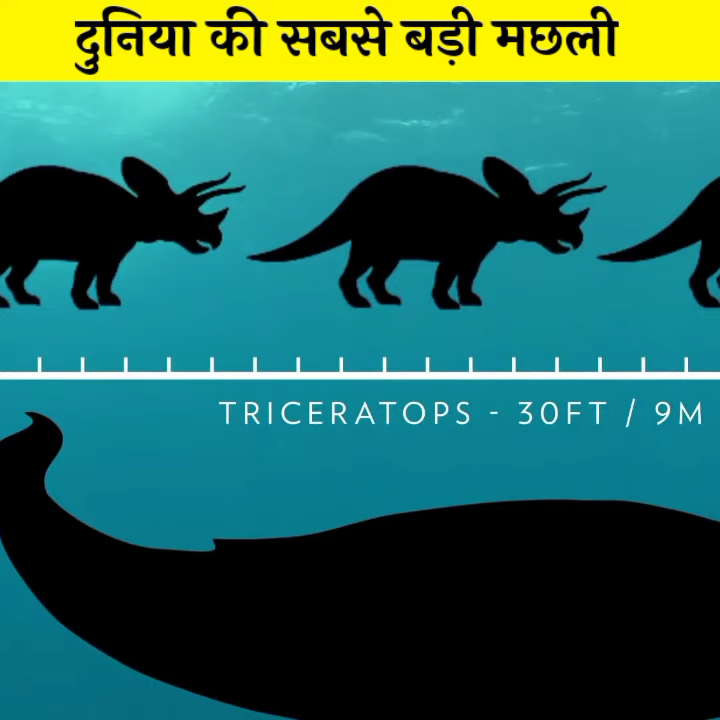 दुनिया की सबसे बड़ी मछली
TRICERATOPS - 30FT / 9M